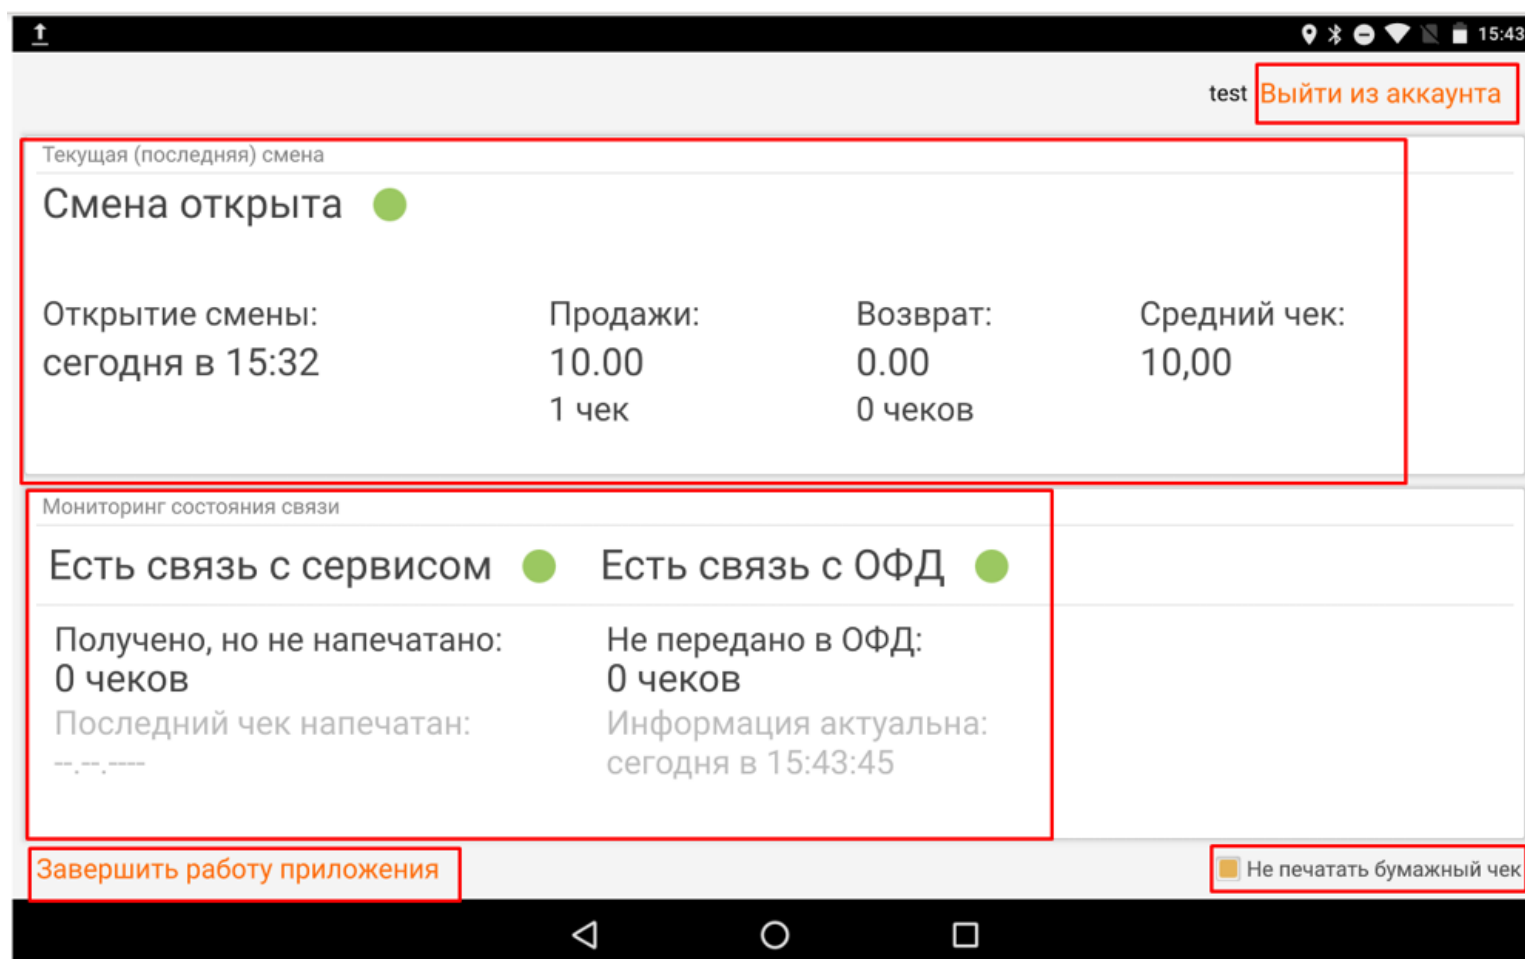 15:43
test Выйти из аккаунта
Текущая (последняя) смена
Смена открыта
Открытие смены: Продажи: Возврат: Средний чек:
сегодня в 15:32 10.00 0.00 10,00
1 чек 0 чеков
Мониторинг состояния связи
Есть связь с сервисом Есть связь с ОФД
Получено, но не напечатано: Не передано в ОФД:
0 чеков 0 чеков
Последний чек напечатан: Информация актуальна:
--.--.---- сегодня в 15:43:45
Завершить работу приложения Не печатать бумажный чек